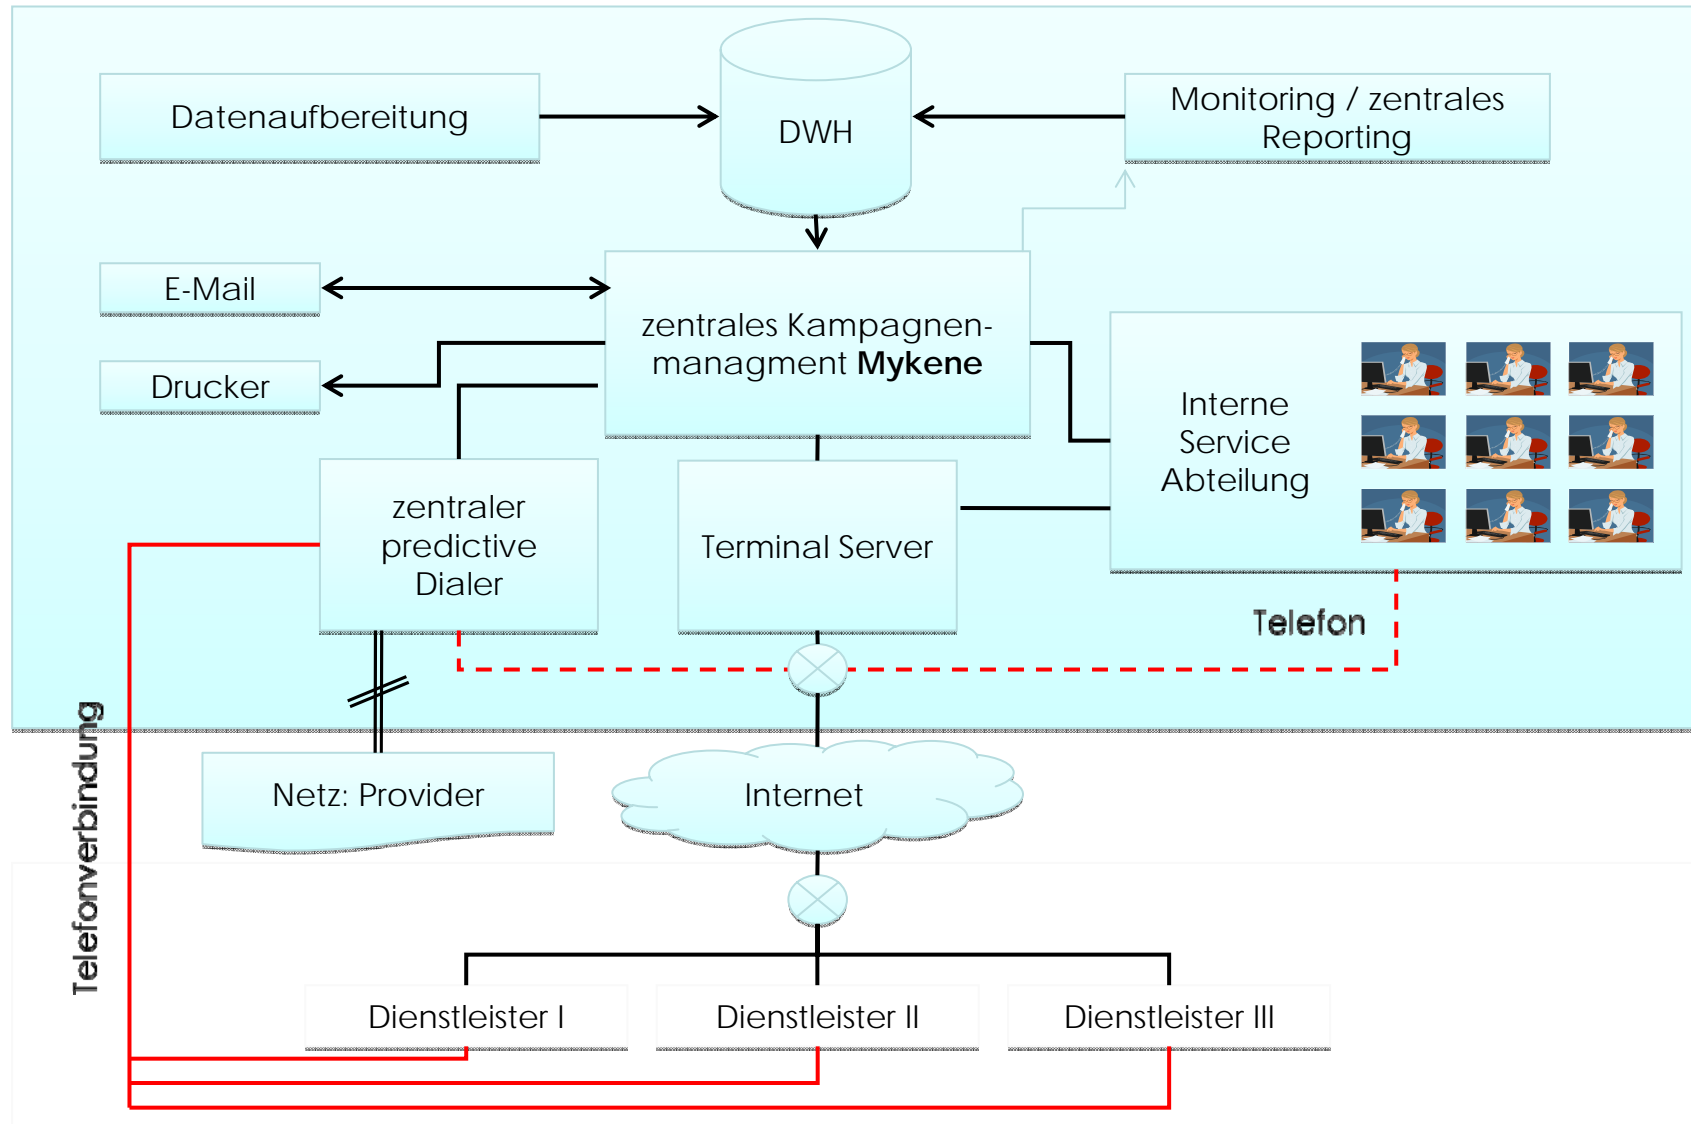 Datenaufbereitung
DWH
Monitoring / zentrales
Reporting
E-Mail
zentrales Kampagnen-
managment Mykene
Drucker
Interne
Service
Abteilung
zentraler
predictive
Dialer
Terminal Server
Telefon
Telefonverbindung
Netz: Provider
Internet
Dienstleister I
Dienstleister II
Dienstleister III